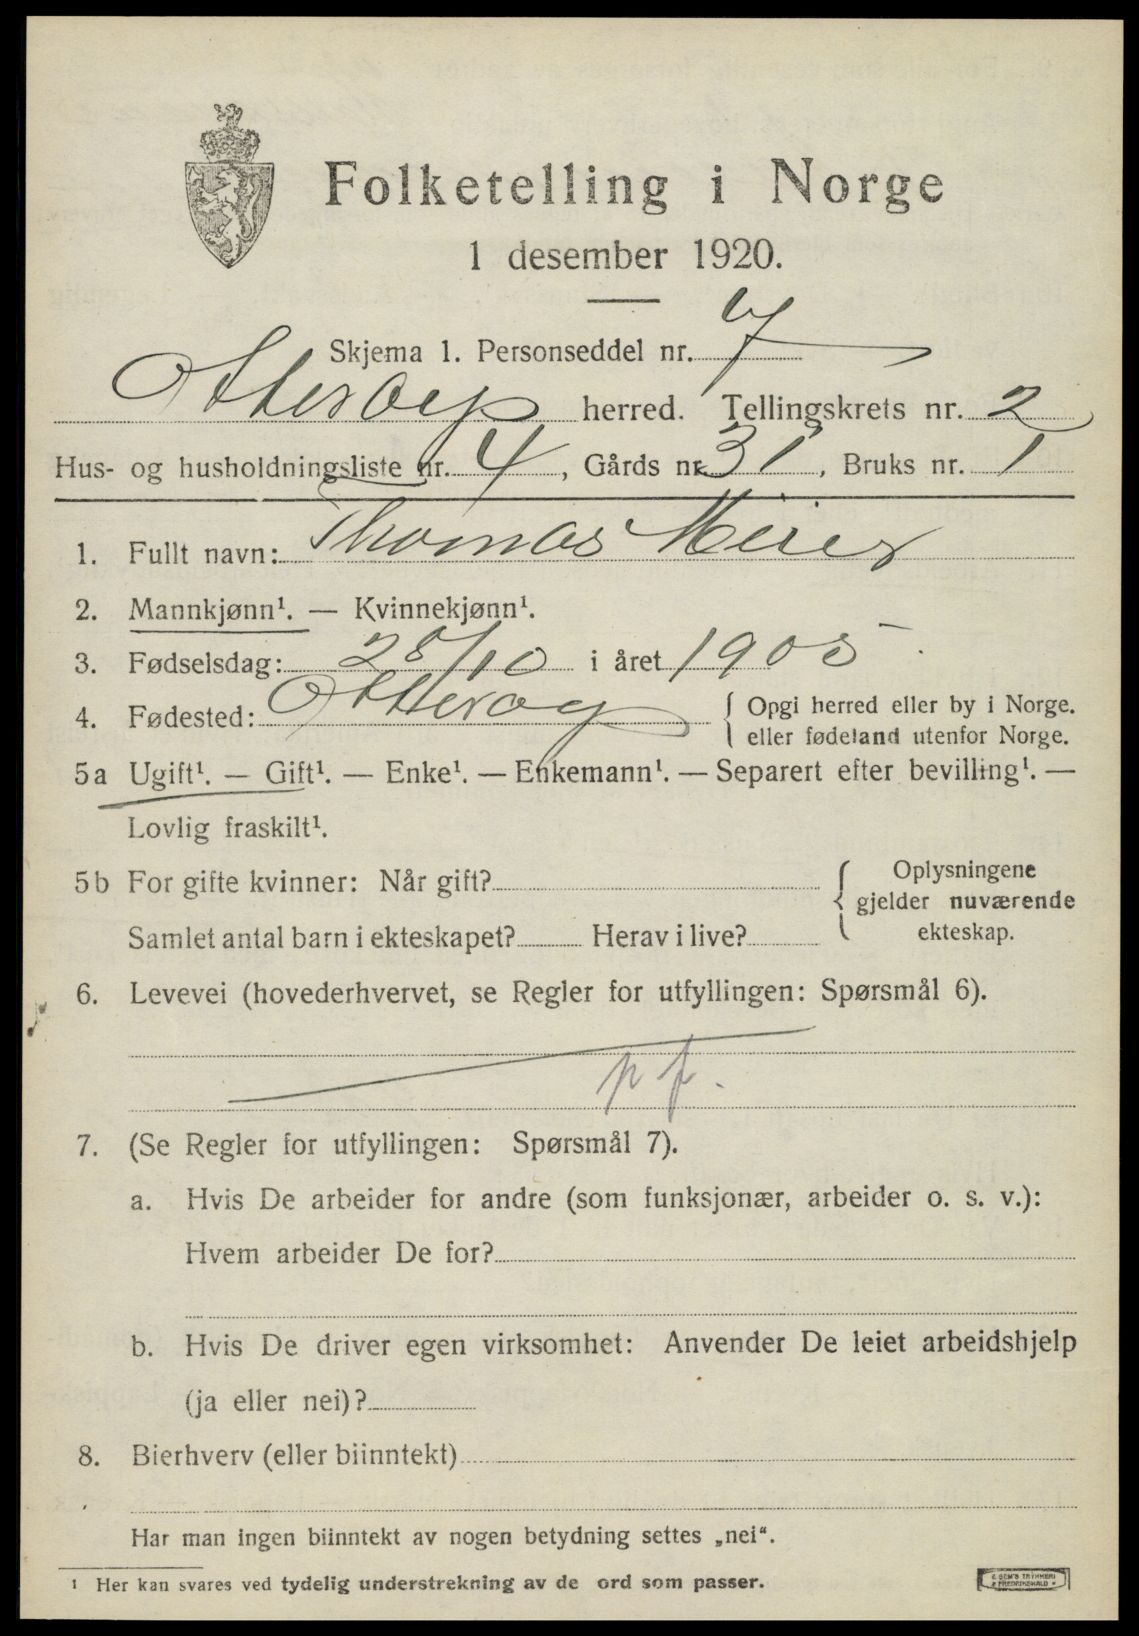 Folketelling i Norge
1 desember 1920.
Skjema 1. Personseddel nr. 7
Otterøy herred. Tellingskrets nr. 2
Hus- og husholdningsliste nr. 4, Gårds nr. 31, Bruks nr. 1
1. Fullt navn: Thomas Meier
2. Mannkjønn¹. — Kvinnekjønn¹.
3. Fødselsdag: 28/10 i året 1905
4. Fødested: Otterøy { Opgi herred eller by i Norge.
eller fødeland utenfor Norge.
5a Ugift¹. — Gift¹. — Enke¹. — Enkemann¹. — Separert efter bevilling¹. —
Lovlig fraskilt¹.
5b For gifte kvinner: Når gift? { Oplysningene
gjelder nuværende
Samlet antal barn i ekteskapet? Herav i live? ekteskap.
6. Levevei (hovederhvervet, se Regler for utfyllingen: Spørsmål 6).
p f.
7. (Se Regler for utfyllingen: Spørsmål 7).
a. Hvis De arbeider for andre (som funksjonær, arbeider o. s. v.):
Hvem arbeider De for?
b. Hvis De driver egen virksomhet: Anvender De leiet arbeidshjelp
(ja eller nei)?
8. Bierhverv (eller biinntekt)
Har man ingen biinntekt av nogen betydning settes „nei“.
¹ Her kan svares ved tydelig understrekning av de ord som passer.